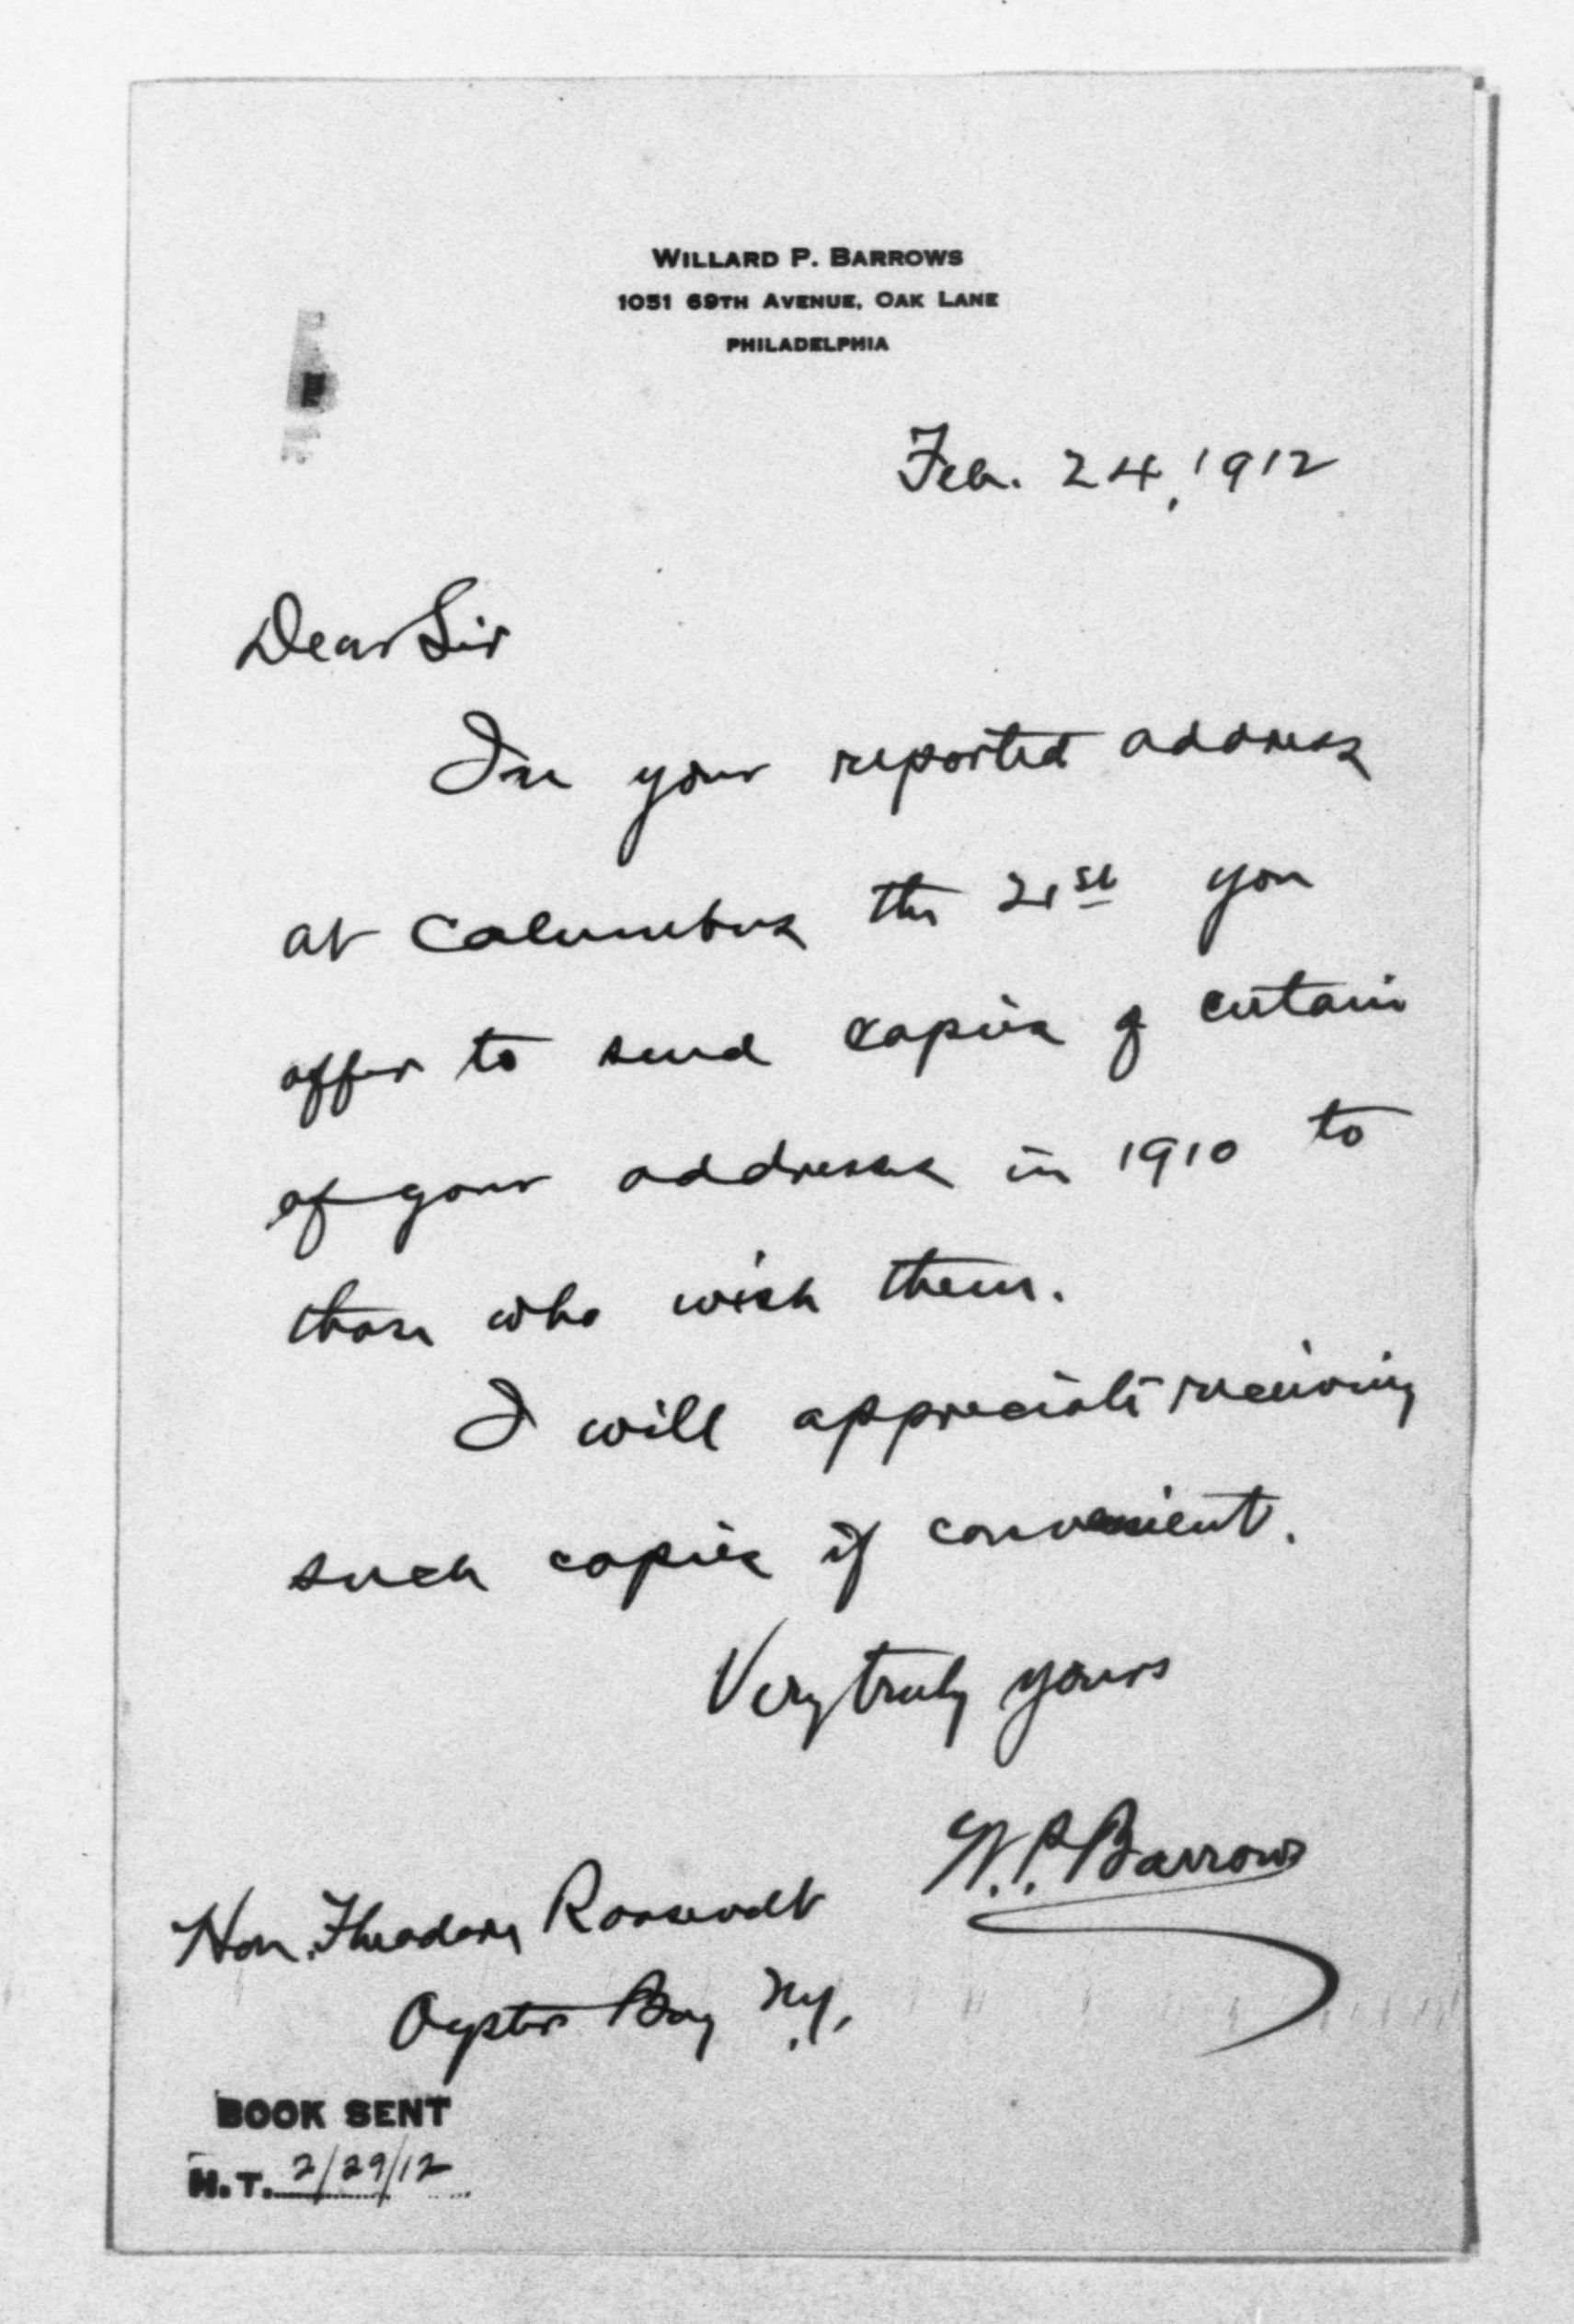 WILLARD P. BARROWS
1051 69TH AVENUE, OAK LANE
PHILADELPHIA
Feb. 24, 1912
Dear Sir
In your reported address
at Columbus the 21st you
offer to send copies of certain
of your addresses in 1910 to
those who wish them.
I will appreciate receiving
such copies if convenient.
Very truly yours
W. P. Barrows
Hon. Theodore Roosevelt
Oyster Bay N.Y.
BOOK SENT
H.T. 2/29/12